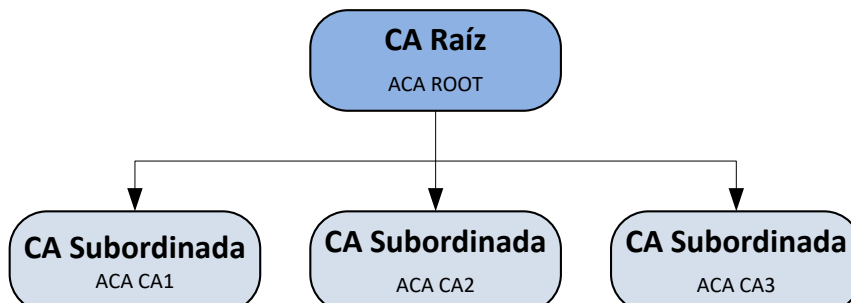 CA Raíz
ACA ROOT
CA Subordinada
ACA CA1
CA Subordinada
ACA CA2
CA Subordinada
ACA CA3